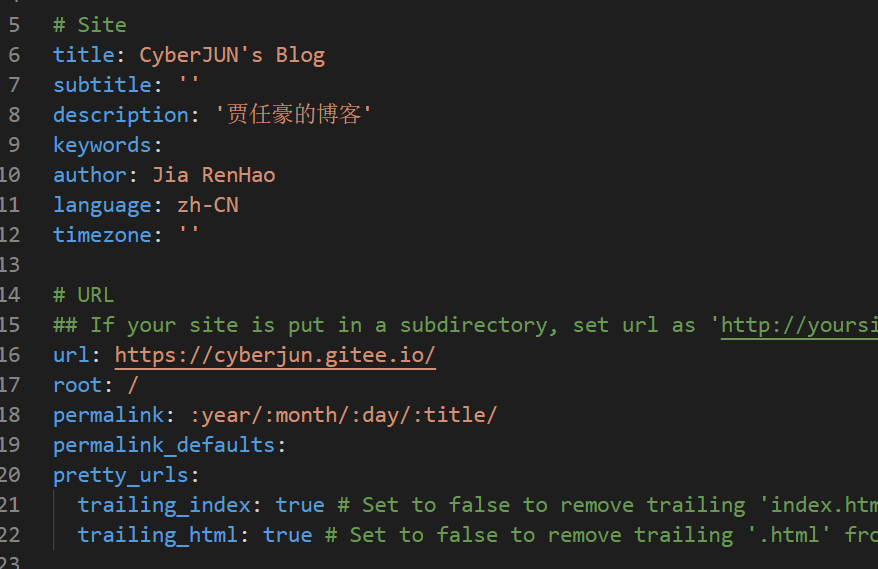 5 # Site
6 title: CyberJUN's Blog
7 subtitle: ''
8 description: '贾任豪的博客'
9 keywords:
10 author: Jia RenHao
11 language: zh-CN
12 timezone: ''
13
14 # URL
15 ## If your site is put in a subdirectory, set url as 'http://yoursi
16 url: https://cyberjun.gitee.io/
17 root: /
18 permalink: :year/:month/:day/:title/
19 permalink_defaults:
20 pretty_urls:
21 trailing_index: true # Set to false to remove trailing 'index.htm
22 trailing_html: true # Set to false to remove trailing '.html' fro
23